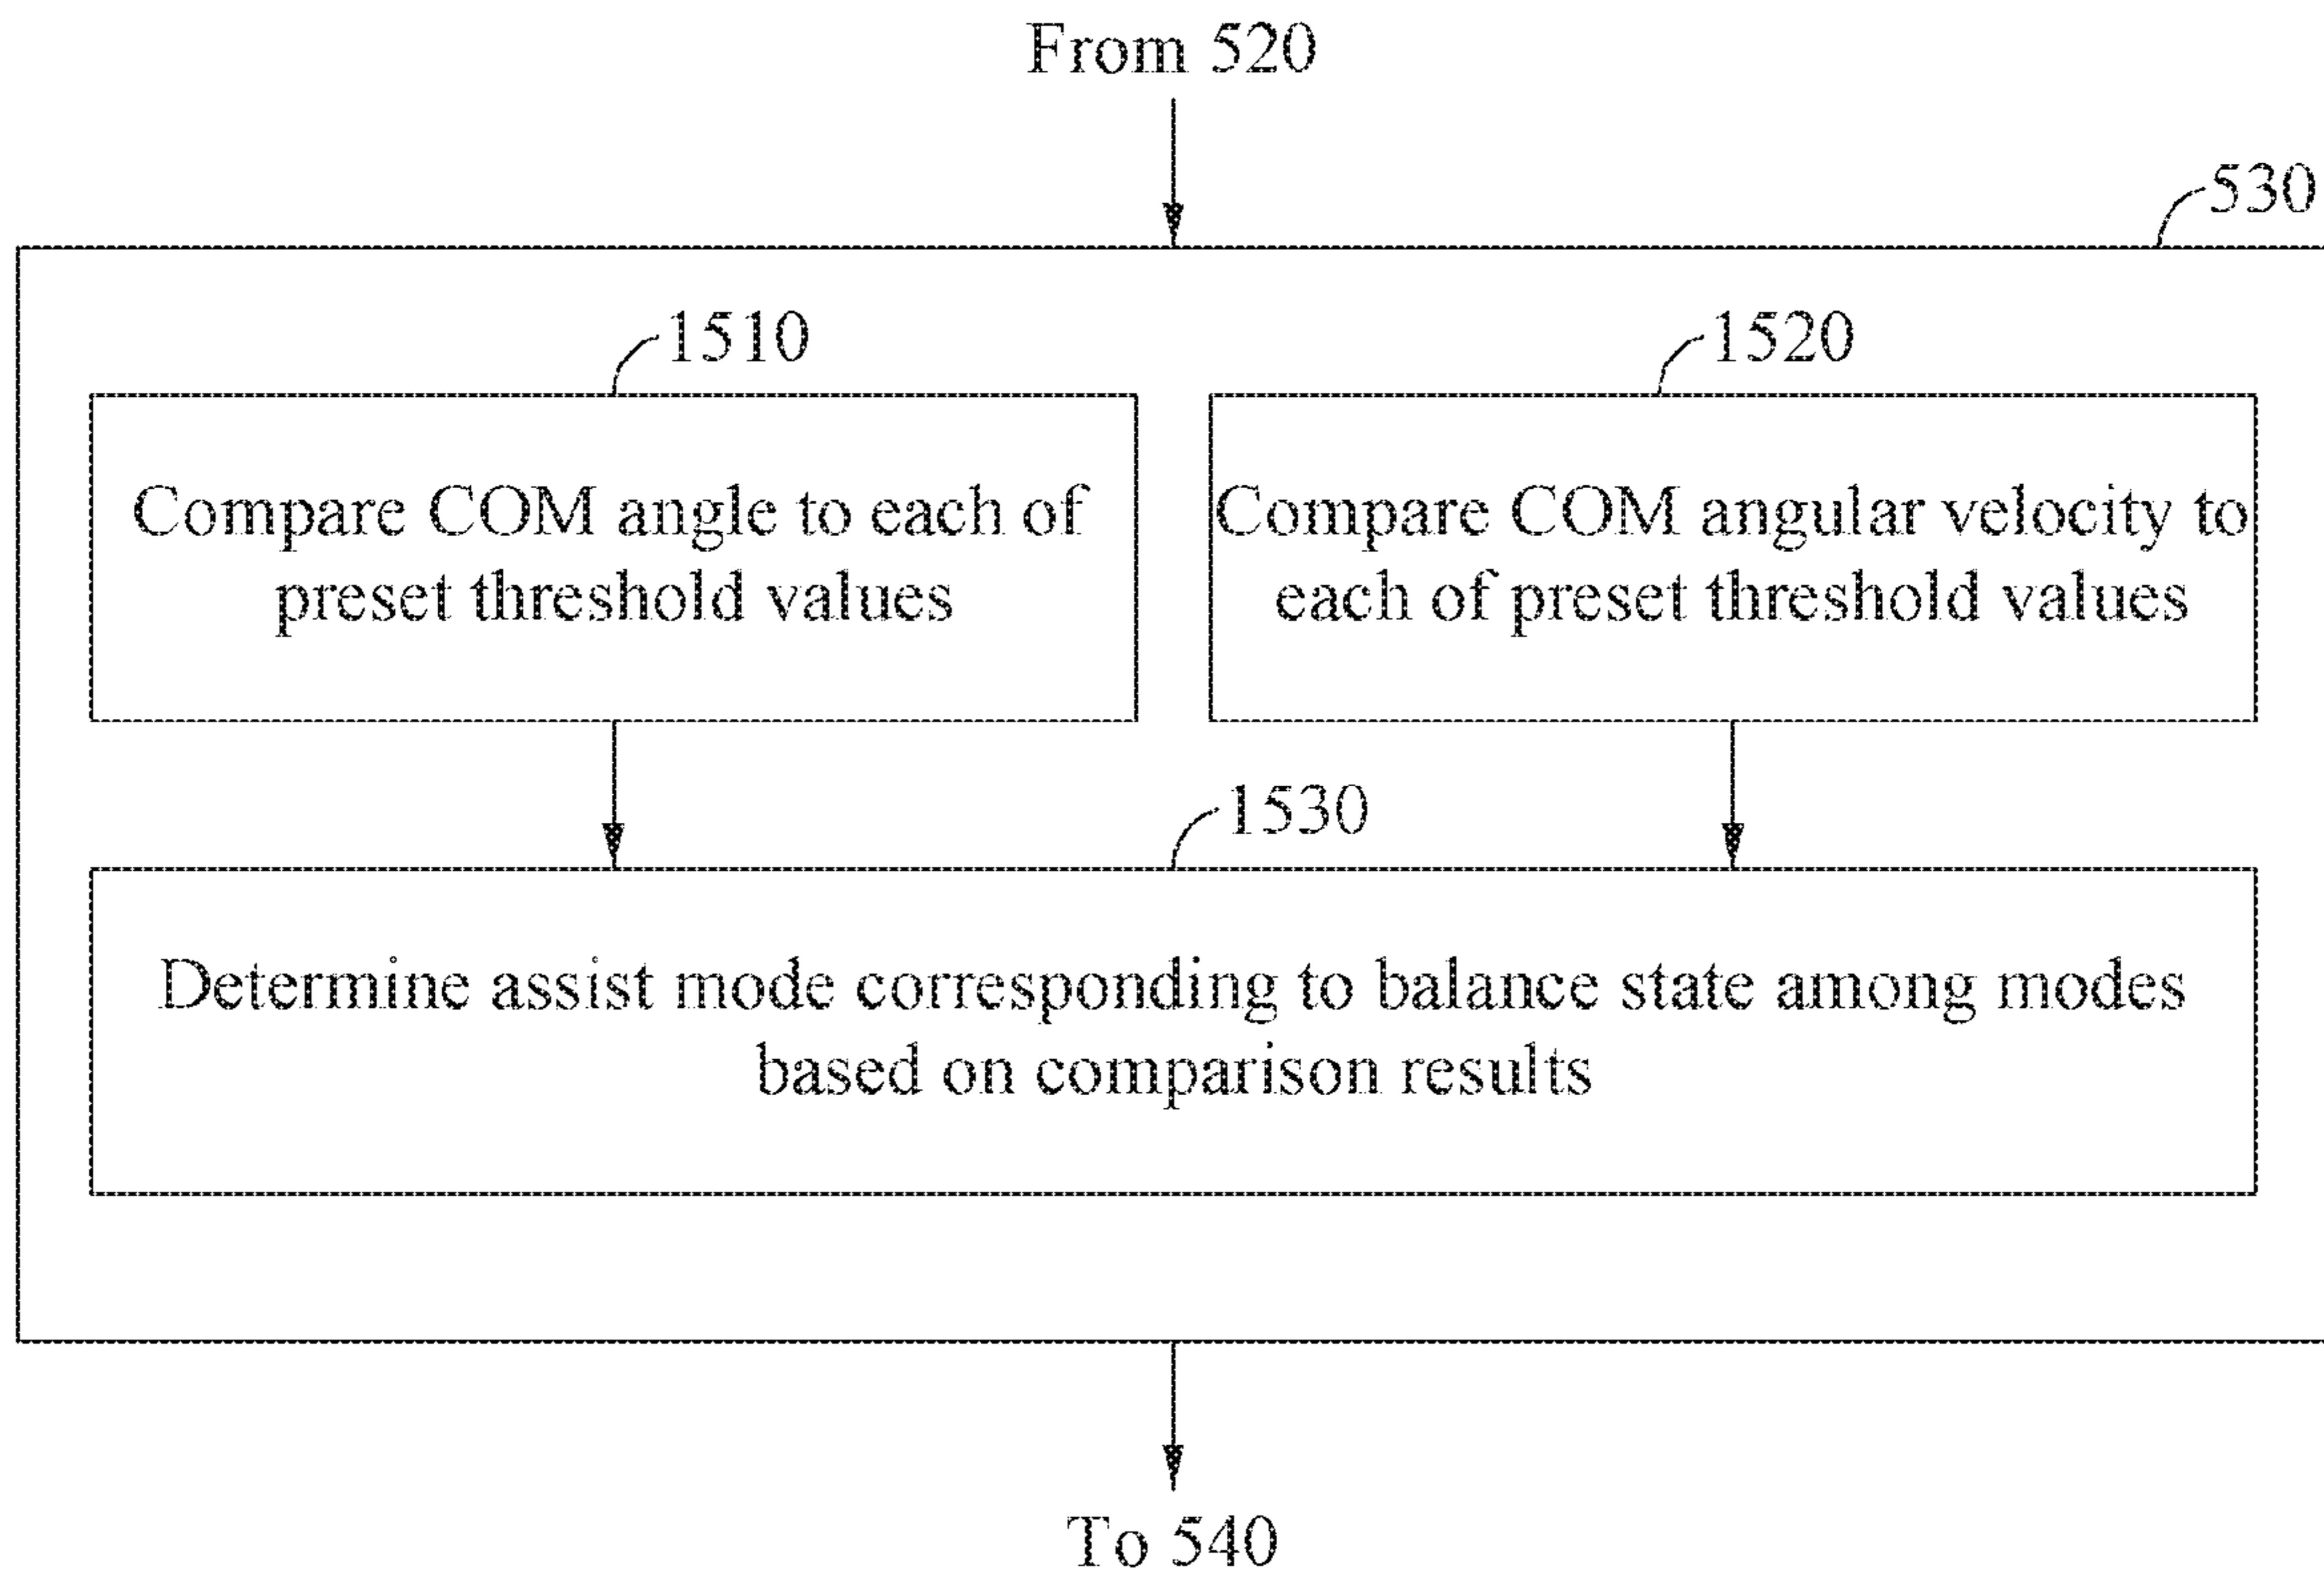 From 520
530
1510
1520
Compare COM angle to each of
preset threshold values
Compare COM angular velocity to
each of preset threshold values
1530
Determine assist mode corresponding to balance state among modes
based on comparison results
To 540